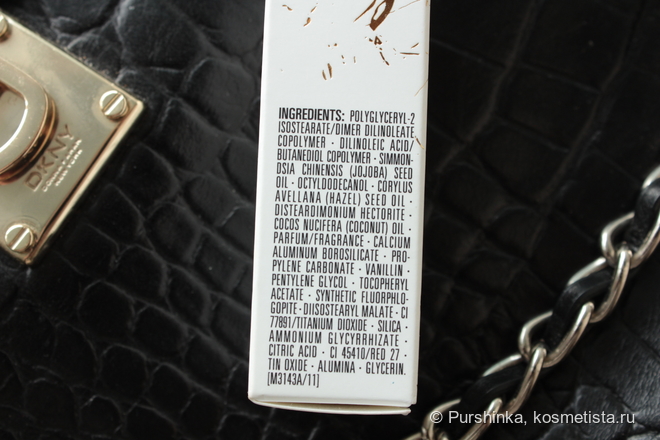 INGREDIENTS: POLYGLYCERYL-2
ISOSTEARATE/DIMER DILINOLEATE
COPOLYMER · DILINOLEIC ACID/
BUTANEDIOL COPOLYMER · SIMMON-
DSIA CHINENSIS (JOJOBA) SEED
OIL · OCTYLDODECANOL · CORYLUS
AVELLANA (HAZEL) SEED OIL ·
DISTEARDIMONIUM HECTORITE ·
COCOS NUCIFERA (COCONUT) OIL ·
PARFUM/FRAGRANCE · CALCIUM
ALUMINUM BOROSILICATE · PRO-
PYLENE CARBONATE · VANILLIN ·
PENTYLENE GLYCOL · TOCOPHERYL
ACETATE · SYNTHETIC FLUORPHLO-
GOPITE · DIISOSTEARYL MALATE · CI
77891/TITANIUM DIOXIDE · SILICA ·
AMMONIUM GLYCYRRHIZATE ·
CITRIC ACID · CI 45410/RED 27 ·
TIN OXIDE · ALUMINA · GLYCERIN.
[M3143A/11]
DKNY
© Purshinka, kosmetista.ru